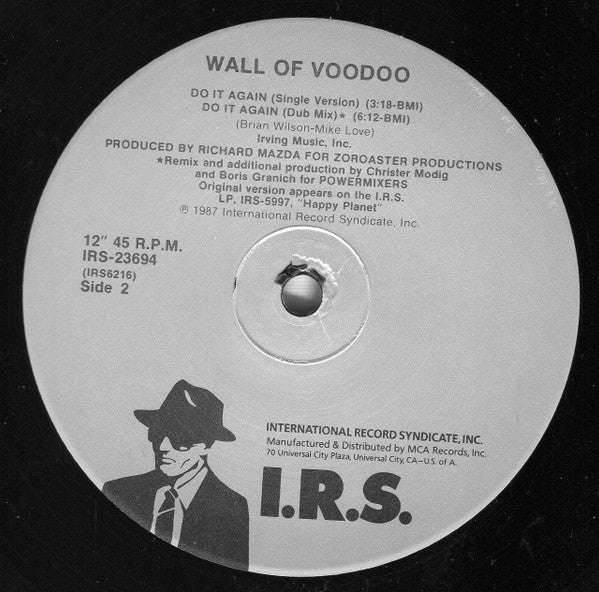 WALL OF VOODOO
DO IT AGAIN (Single Version) (3:18-BMI)
DO IT AGAIN (Dub Mix)★ (6:12-BMI)
(Brian Wilson-Mike Love)
Irving Music, Inc.
PRODUCED BY RICHARD MAZDA FOR ZOROASTER PRODUCTIONS
★Remix and additional production by Christer Modig
and Boris Granich for POWERMIXERS
Original version appears on the I.R.S.
LP, IRS-5997, "Happy Planet"
℗ 1987 International Record Syndicate, Inc.
12" 45 R.P.M.
IRS-23694
(IRS6216)
Side 2
INTERNATIONAL RECORD SYNDICATE, INC.
Manufactured & Distributed by MCA Records, Inc.
70 Universal City Plaza, Universal City, CA-U.S. of A.
I.R.S.